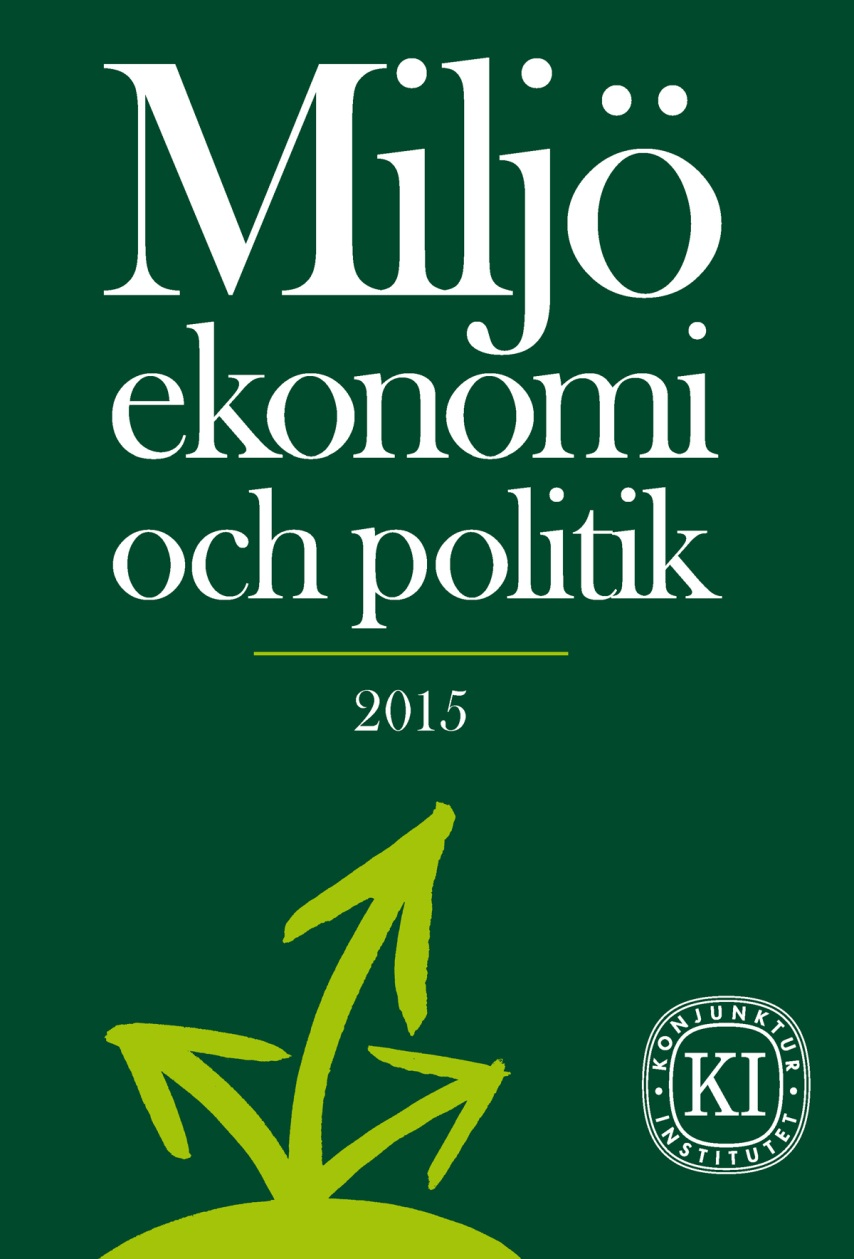 Miljö
ekonomi
och politik
2015
KONJUNKTUR
KI
INSTITUTET